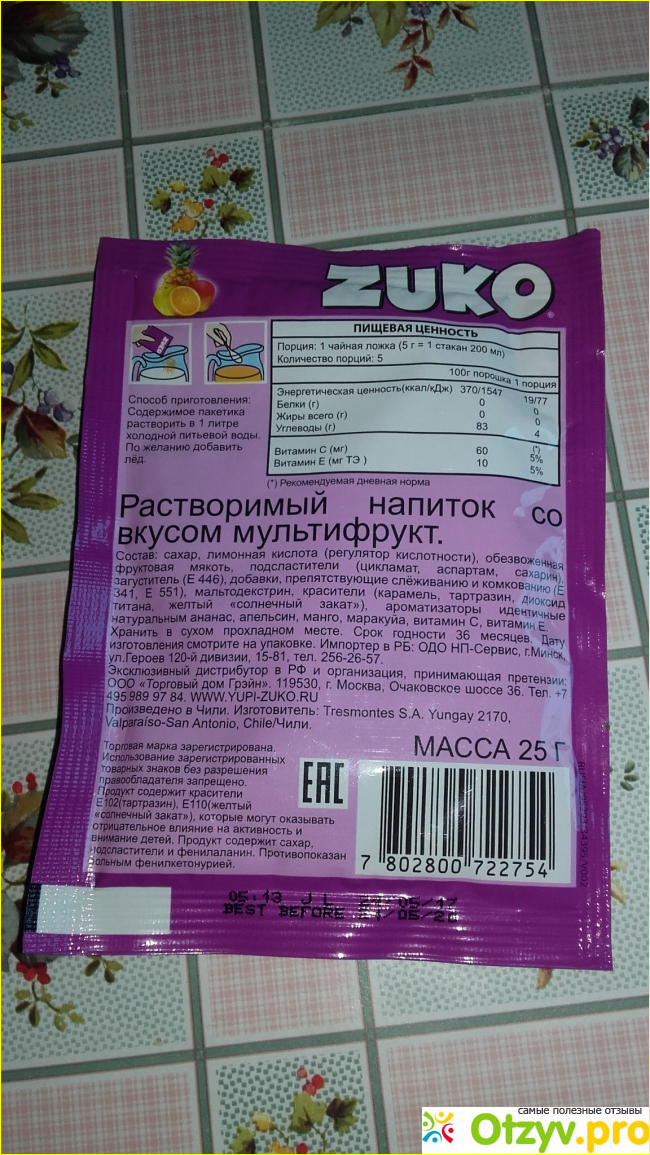 ZUKO
®
ПИЩЕВАЯ ЦЕННОСТЬ
Порция: 1 чайная ложка (5 г = 1 стакан 200 мл)
Количество порций: 5
100г порошка 1 порция
Энергетическая ценность(ккал/кДж) 370/1547 19/77
Белки (г) 0 0
Жиры всего (г) 0 0
Углеводы (г) 83 4
(*)
Витамин С (мг) 60 5%
Витамин Е (мг ТЭ ) 10 5%
(*) Рекомендуемая дневная норма
Способ приготовления:
Содержимое пакетика
растворить в 1 литре
холодной питьевой воды.
По желанию добавить
лёд.
Растворимый напиток со
вкусом мультифрукт.
Состав: сахар, лимонная кислота (регулятор кислотности), обезвоженная
фруктовая мякоть, подсластители (цикламат, аспартам, сахарин),
загуститель (Е 446), добавки, препятствующие слёживанию и комкованию (Е
341, Е 551), мальтодекстрин, красители (карамель, тартразин, диоксид
титана, желтый «солнечный закат»), ароматизаторы идентичные
натуральным ананас, апельсин, манго, маракуйа, витамин С, витамин Е.
Хранить в сухом прохладном месте. Срок годности 36 месяцев. Дату
изготовления смотрите на упаковке. Импортер в РБ: ОДО НП-Сервис, г.Минск,
ул.Героев 120-й дивизии, 15-81, тел. 256-26-57.
Эксклюзивный дистрибутор в РФ и организация, принимающая претензии:
ООО «Торговый дом Грэйн». 119530, г. Москва, Очаковское шоссе 36. Тел. +7
495 989 97 84. WWW.YUPI-ZUKO.RU
Произведено в Чили. Изготовитель: Tresmontes S.A. Yungay 2170,
Valparaíso-San Antonio, Chile/Чили.
МАССА 25 Г
Торговая марка зарегистрирована.
Использование зарегистрированных
товарных знаков без разрешения
правообладателя запрещено.
Продукт содержит красители
Е102(тартразин), Е110(желтый
«солнечный закат»), которые могут оказывать
отрицательное влияние на активность и
внимание детей. Продукт содержит сахар,
подсластители и фенилаланин. Противопоказан
больным фенилкетонурией.
EAC
7 802800 722754
05:43 J L
BEST BEFORE
самые полезные отзывы
Otzyv.pro